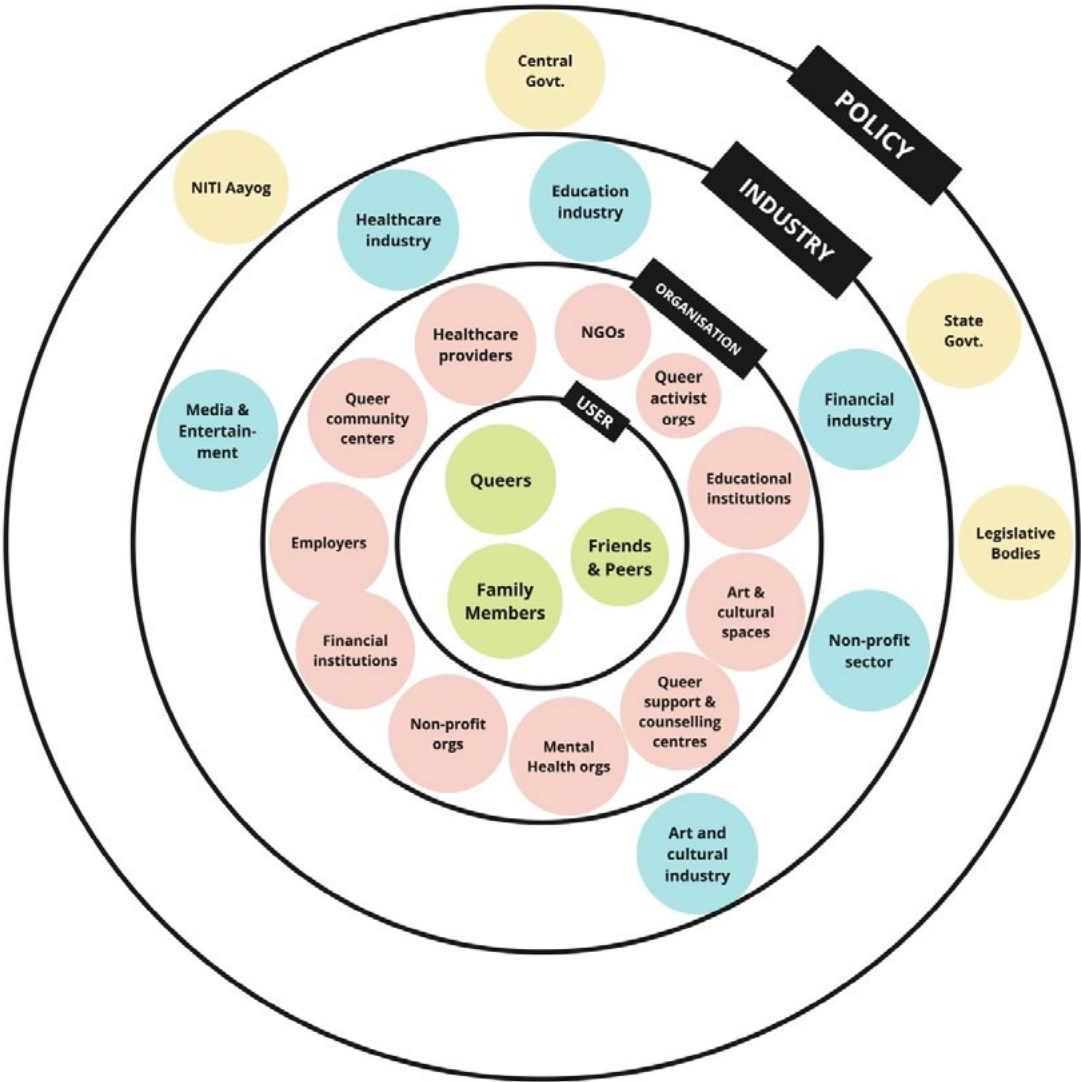 Central
Govt.
POLICY
NITI Aayog
INDUSTRY
Education
industry
Healthcare
industry
ORGANISATION
State
Govt.
NGOs
Healthcare
providers
Queer
activist
orgs
Financial
industry
Media &
Entertain-
ment
Queer
community
centers
USER
Queers
Educational
institutions
Employers
Friends
& Peers
Legislative
Bodies
Family
Members
Art &
cultural
spaces
Financial
institutions
Non-profit
sector
Queer
support &
counselling
centres
Non-profit
orgs
Mental
Health orgs
Art and
cultural
industry